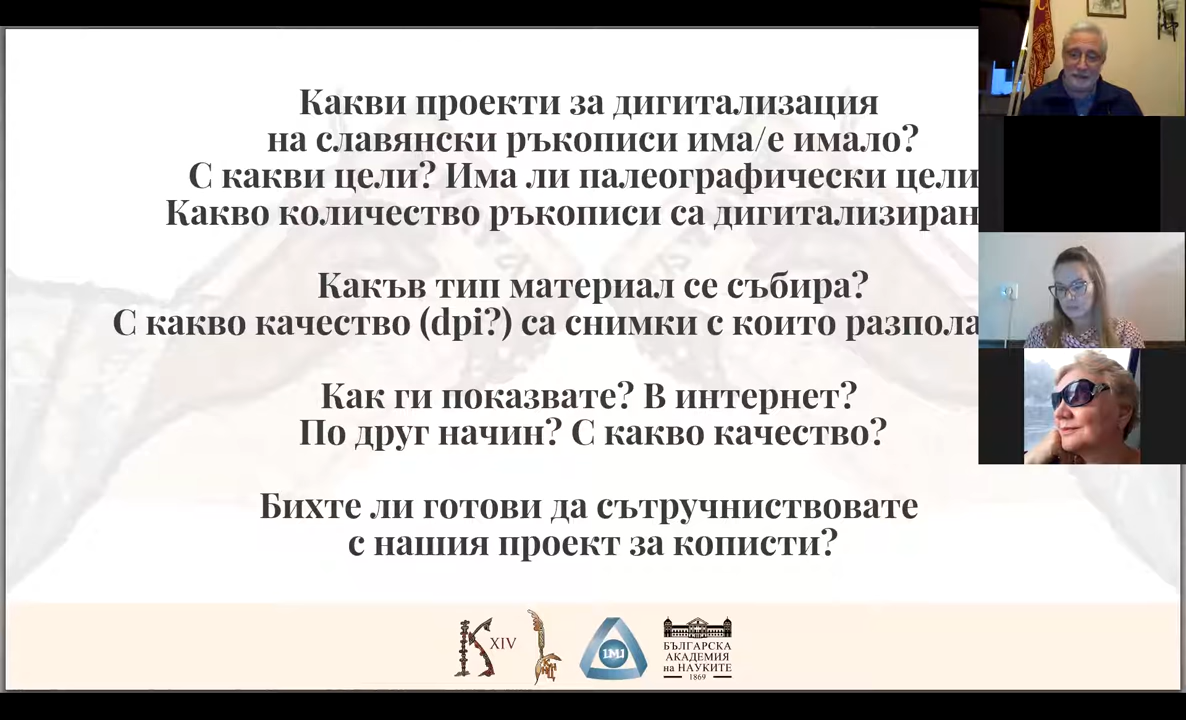 Какви проекти за дигитализация
на славянски ръкописи има/е имало?
С какви цели? Има ли палеографически цели
Какво количество ръкописи са дигитализиран
Какъв тип материал се събира?
С какво качество (dpi?) са снимки с които разпола
Как ги показвате? В интернет?
По друг начин? С какво качество?
Бихте ли готови да сътручниствовате
с нашия проект за кописти?
К XIV
IMI
БЪЛГАРСКА
АКАДЕМИЯ
на НАУКИТЕ
1869